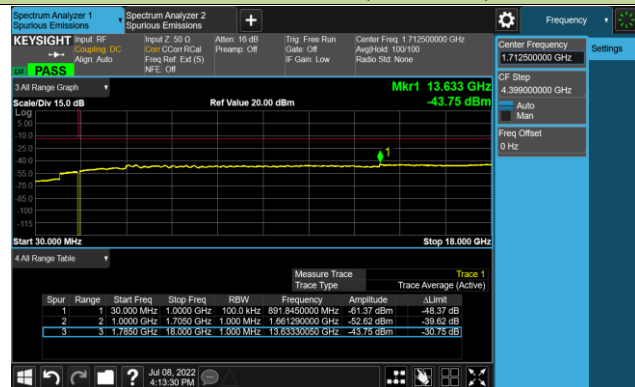 Spectrum Analyzer 1
Spurious Emissions
Spectrum Analyzer 2
Spurious Emissions
+
Frequency
KEYSIGHT
Input: RF
Coupling: DC
Align: Auto
Input Z: 50 Ω
Corr CCorr RCal
Freq Ref: Ext (S)
NFE: Off
Atten: 16 dB
Preamp: Off
Trig: Free Run
Gate: Off
IF Gain: Low
Center Freq: 1.712500000 GHz
Avg|Hold: 100/100
Radio Std: None
PASS
Center Frequency
1.712500000 GHz
Settings
CF Step
4.399000000 GHz
Auto
Man
Freq Offset
0 Hz
3 All Range Graph
Mkr1 13.633 GHz
Scale/Div 15.0 dB
Ref Value 20.00 dBm
-43.75 dBm
Log
5.00
-10.0
-25.0
-40.0
-55.0
-70.0
-85.0
-100
-115
1
Start 30.000 MHz
Stop 18.000 GHz
4 All Range Table
Measure Trace Trace 1
Trace Type Trace Average (Active)
Spur Range Start Freq Stop Freq RBW Frequency Amplitude ΔLimit
1 1 30.000 MHz 1.0000 GHz 100.0 kHz 891.8450000 MHz -61.37 dBm -48.37 dB
2 2 1.0000 GHz 1.7050 GHz 1.000 MHz 1.661290000 GHz -52.62 dBm -39.62 dB
3 3 1.7850 GHz 18.000 GHz 1.000 MHz 13.63330050 GHz -43.75 dBm -30.75 dB
?
Jul 08, 2022
4:13:30 PM